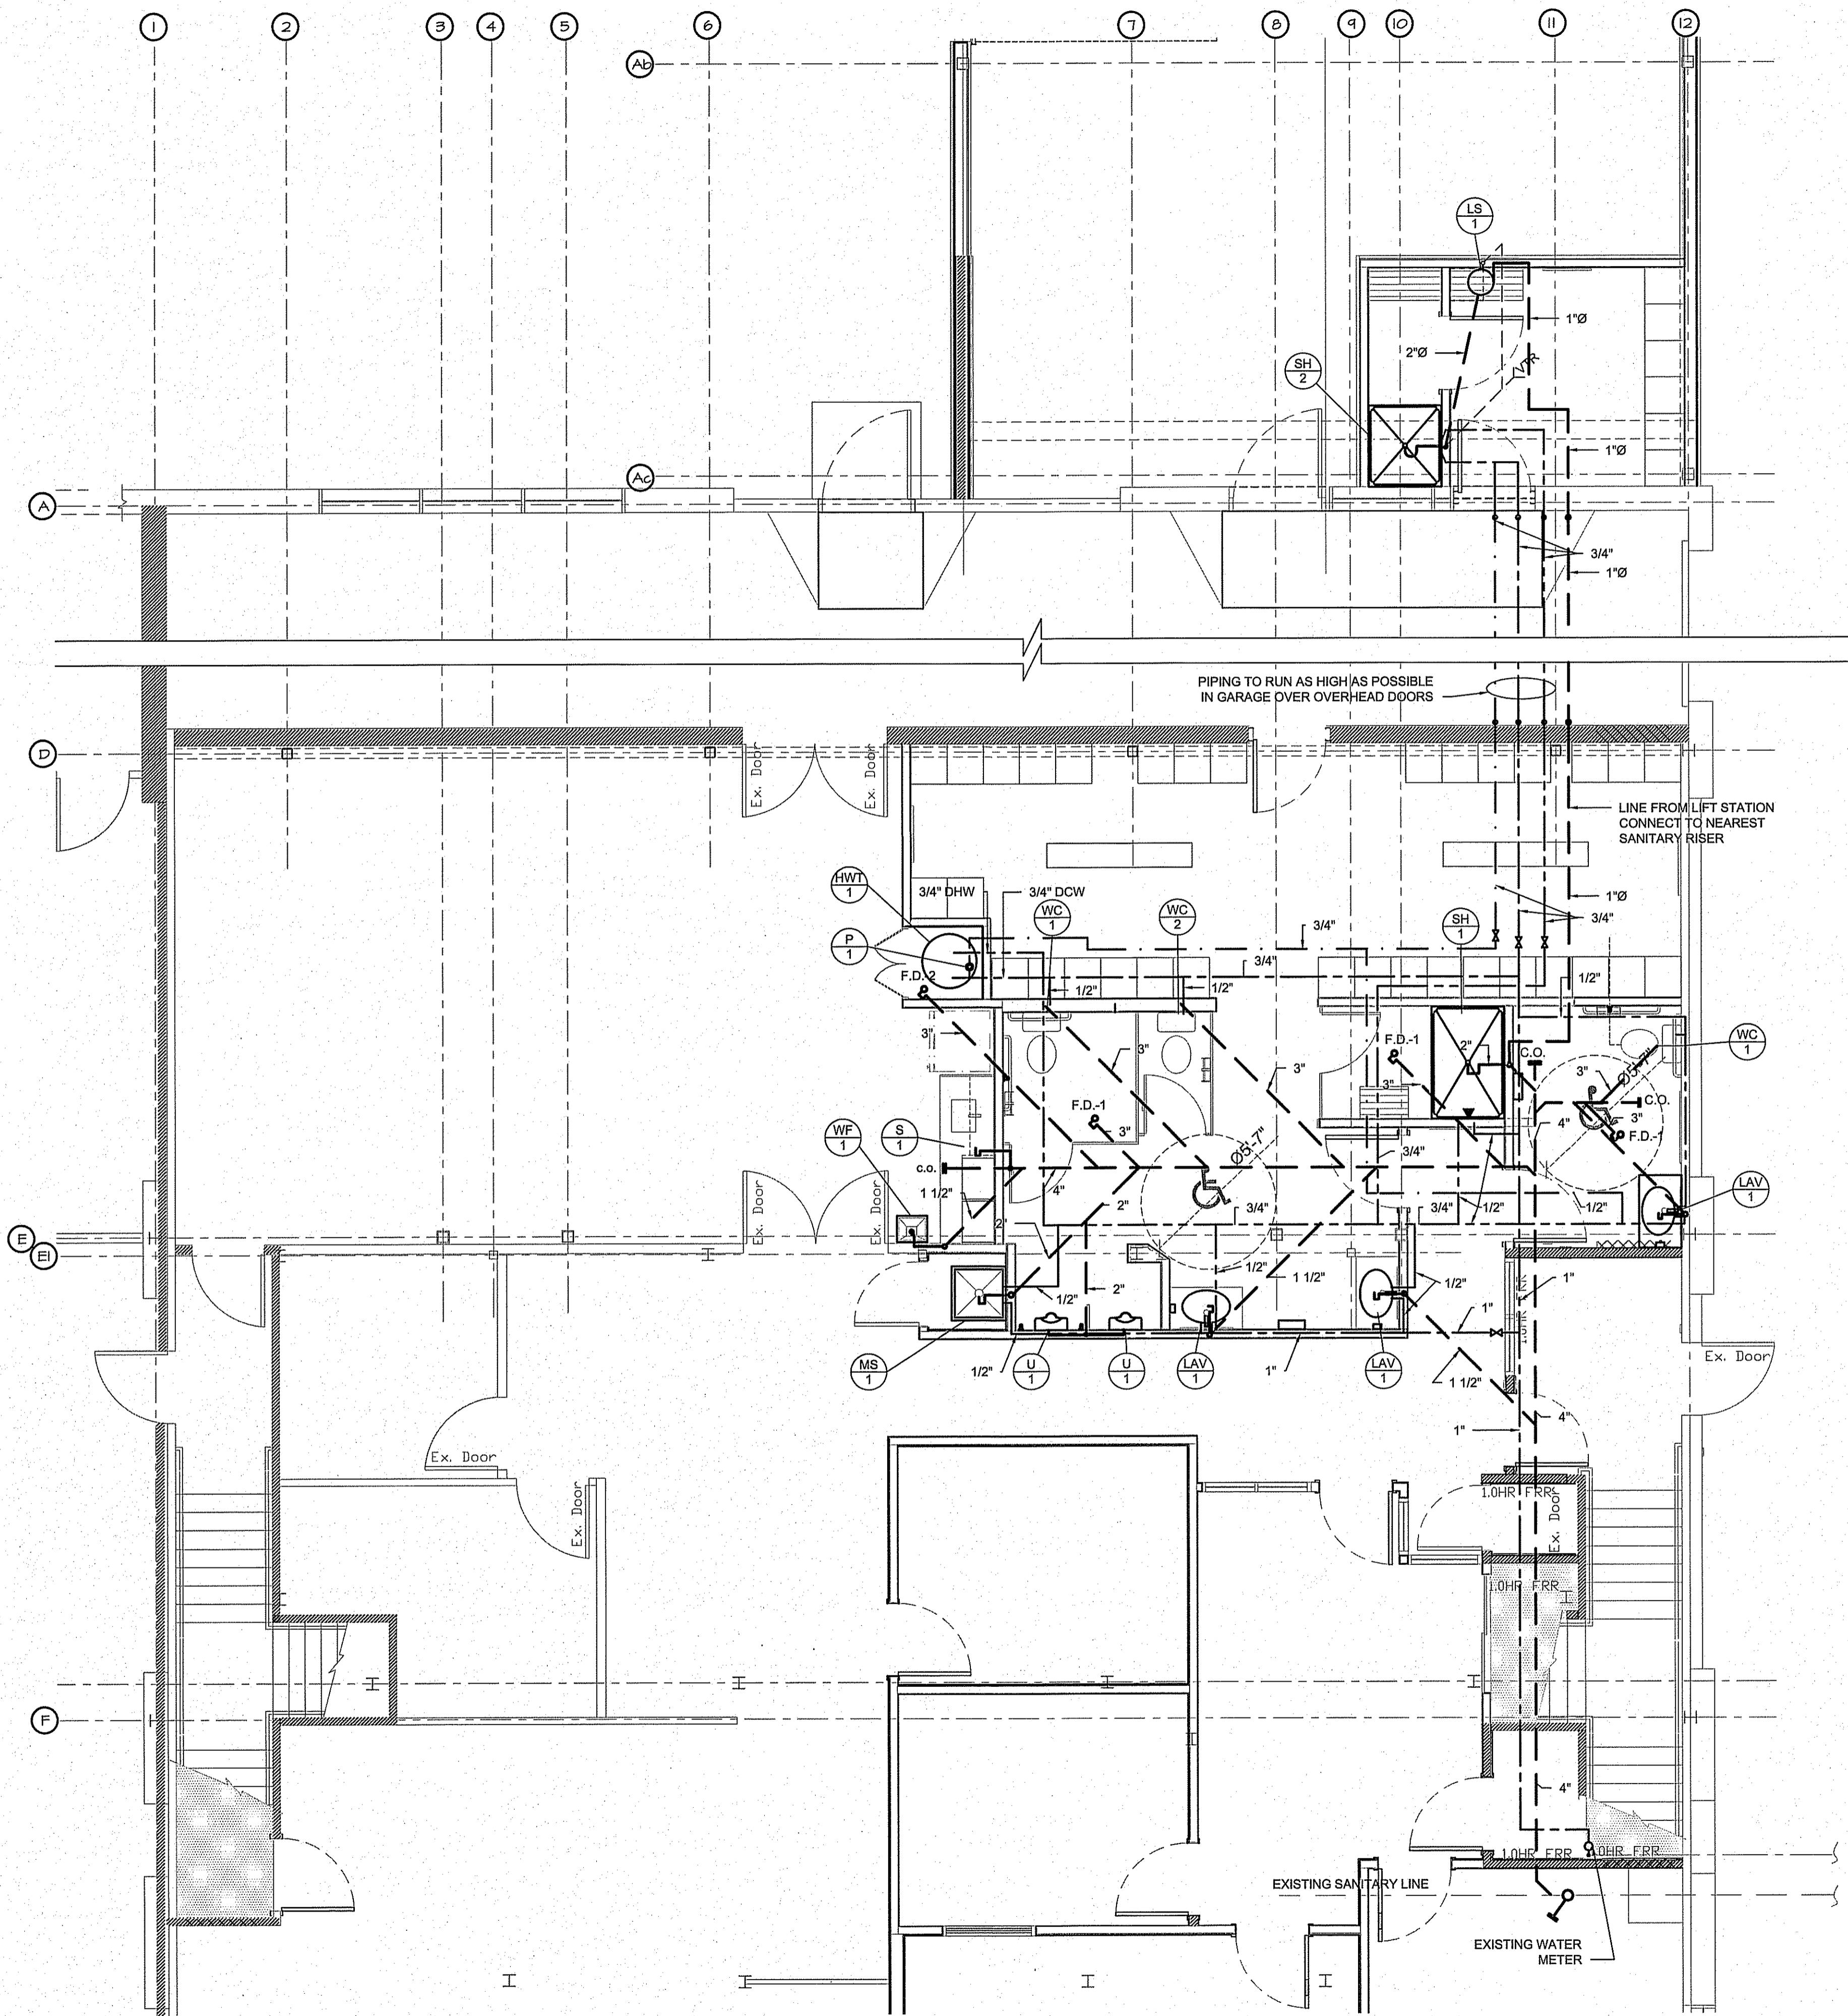 1 2 3 4 5 6 7 8 9 10 11 12
Ab
LS
1
1"Ø
2"Ø
SH
2
1"Ø
Ac
A
3/4"
1"Ø
PIPING TO RUN AS HIGH AS POSSIBLE
IN GARAGE OVER OVERHEAD DOORS
D
Ex. Door
Ex. Door
LINE FROM LIFT STATION
CONNECT TO NEAREST
SANITARY RISER
HWT
1
3/4" DHW
3/4" DCW
1"Ø
WC
1
WC
2
SH
1
3/4"
3/4"
P
1
3/4"
F.D.-2
1/2"
1/2"
1/2"
3"
3"
3"
F.D.-1
2"
C.O.
WC
1
3"
3"
Ø5'-7"
C.O.
F.D.-1
3"
3"
F.D.-1
4"
WF
1
S
1
Ø5'-7"
3/4"
C.O.
4"
1 1/2"
2"
3/4"
3/4"
1/2"
1/2"
LAV
1
Ex. Door
Ex. Door
2"
E
E1
1/2"
1 1/2"
1/2"
1"
2"
1/2"
1"
MS
1
1/2"
U
1
U
1
LAV
1
1"
LAV
1
1 1/2"
Ex. Door
1"
4"
Ex. Door
Ex. Door
1.0HR FRR
Ex. Door
1.0HR FRR
F
4"
1.0HR FRR
EXISTING SANITARY LINE
EXISTING WATER
METER